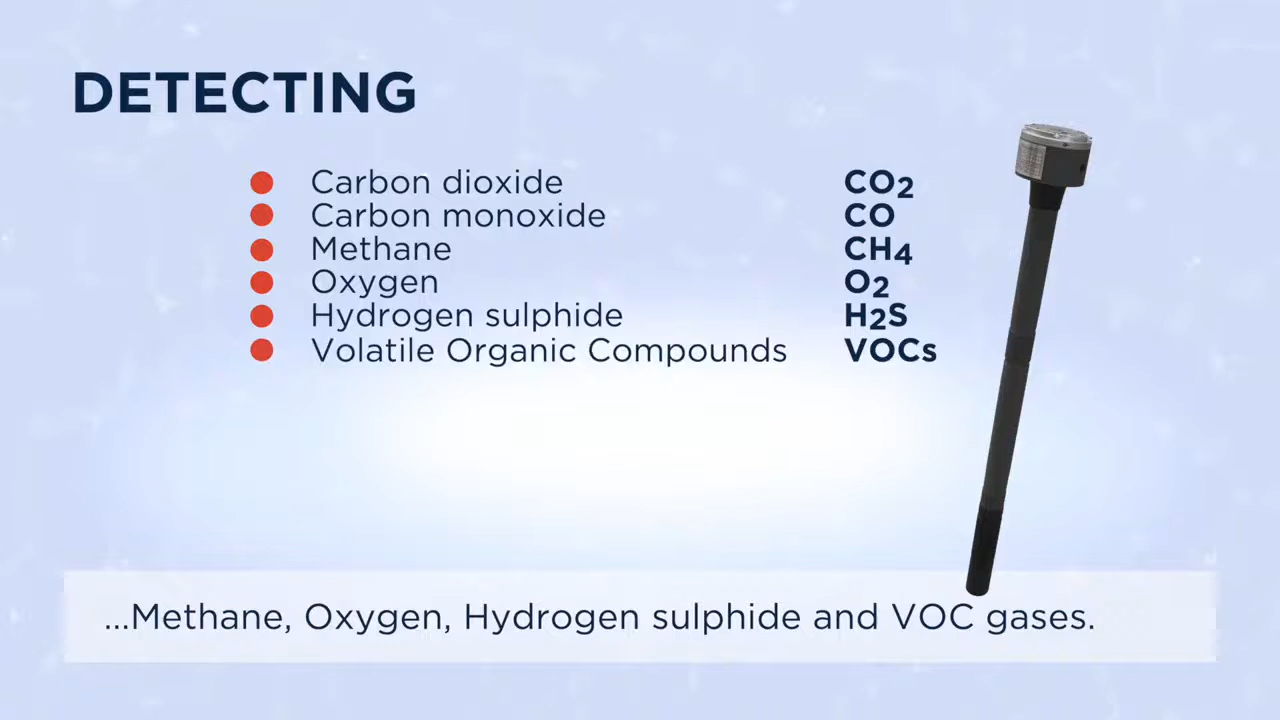 DETECTING
Carbon dioxide CO2
Carbon monoxide CO
Methane CH4
Oxygen O2
Hydrogen sulphide H2S
Volatile Organic Compounds VOCs
...Methane, Oxygen, Hydrogen sulphide and VOC gases.